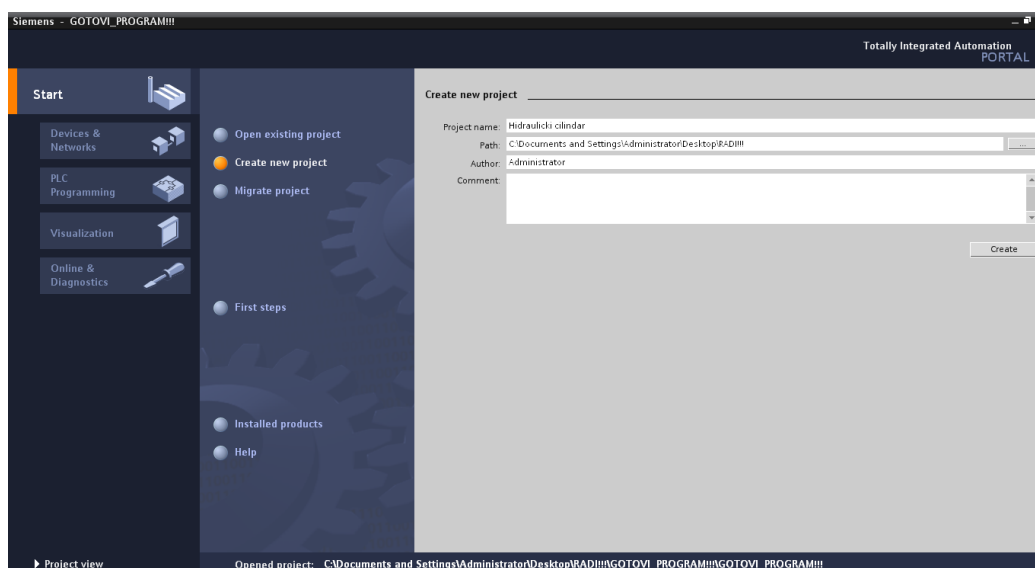 Siemens - GOTOVI_PROGRAM!!!
Totally Integrated Automation
PORTAL
Start
Devices &
Networks
PLC
Programming
Visualization
Online &
Diagnostics
Open existing project
Create new project
Migrate project
First steps
Installed products
Help
Create new project
Project name: Hidraulicki cilindar
Path: C:\Documents and Settings\Administrator\Desktop\RADI!!! ...
Author: Administrator
Comment:
Create
Project view
Opened project: C:\Documents and Settings\Administrator\Desktop\RADI!!!\GOTOVI_PROGRAM!!!\GOTOVI_PROGRAM!!!